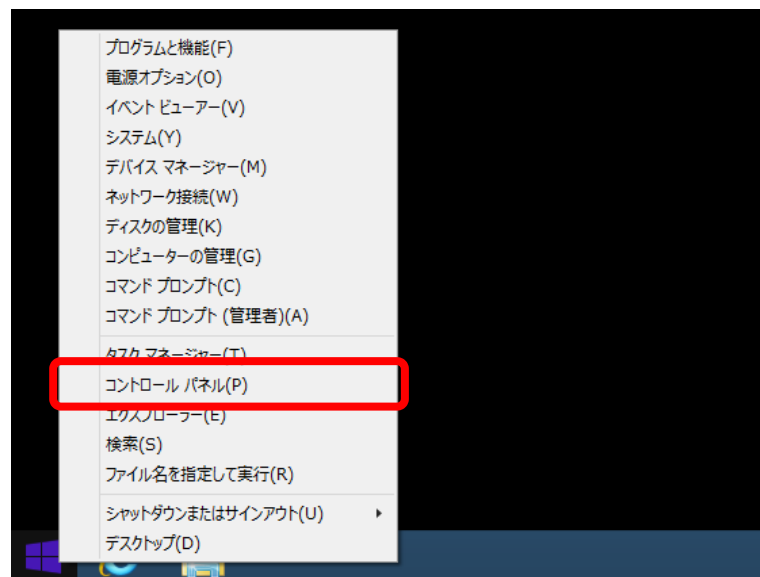 プログラムと機能(F)
電源オプション(O)
イベント ビューアー(V)
システム(Y)
デバイス マネージャー(M)
ネットワーク接続(W)
ディスクの管理(K)
コンピューターの管理(G)
コマンド プロンプト(C)
コマンド プロンプト (管理者)(A)
タスク マネージャー(T)
コントロール パネル(P)
エクスプローラー(E)
検索(S)
ファイル名を指定して実行(R)
シャットダウンまたはサインアウト(U)
デスクトップ(D)